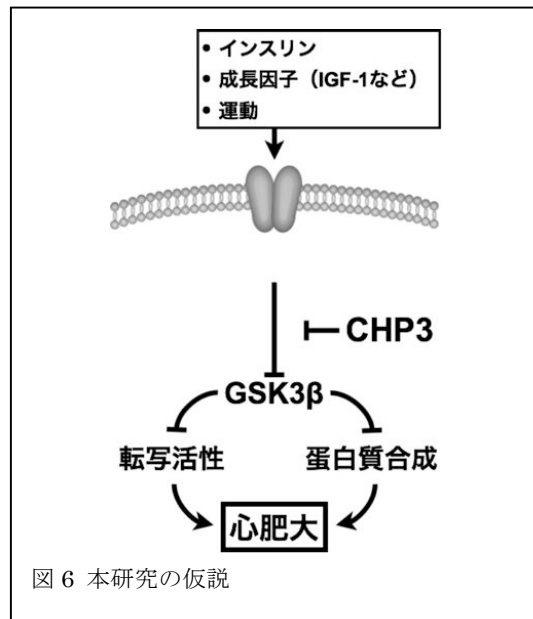 • インスリン
• 成長因子（IGF-1など）
• 運動
CHP3
GSK3β
転写活性 蛋白質合成
心肥大
図 6 本研究の仮説